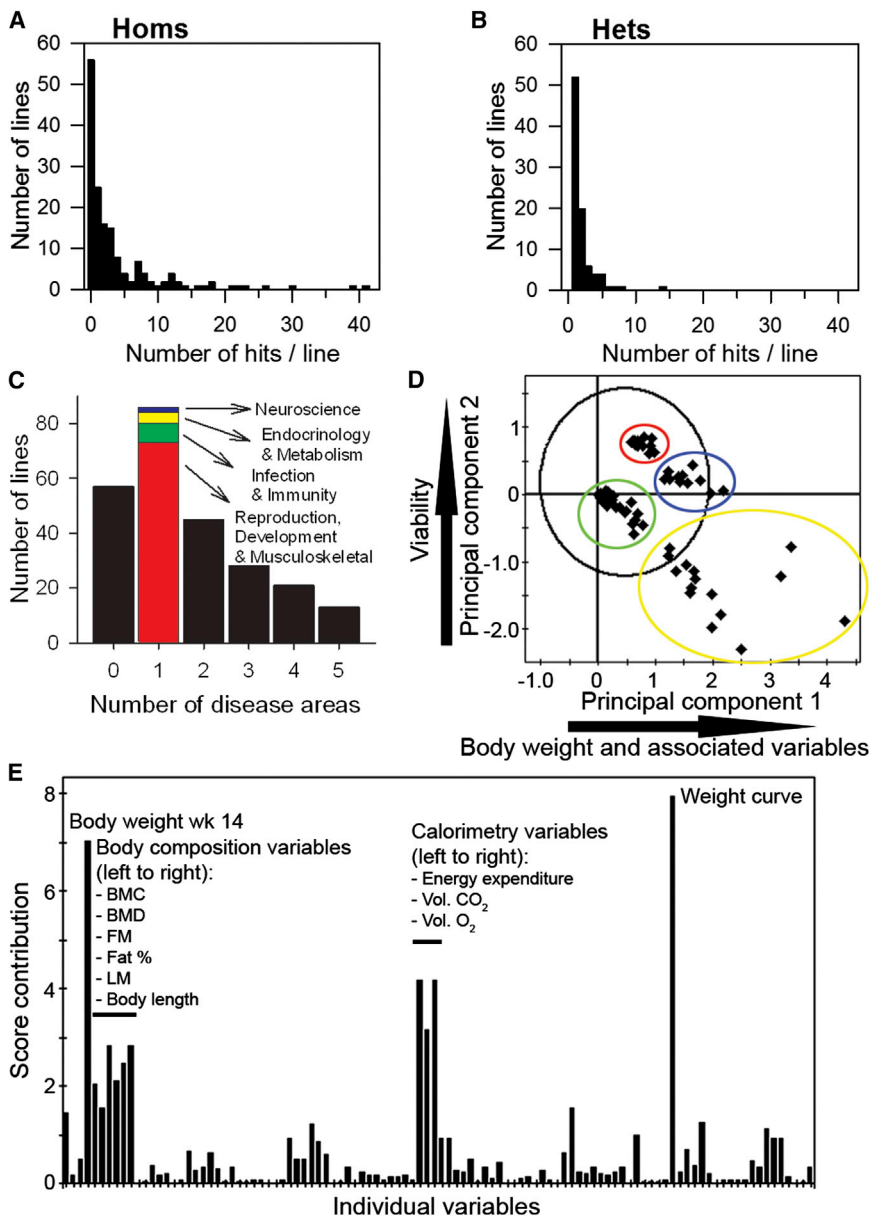 A
Homs
60
50
40
30
20
10
0
Number of lines
0 10 20 30 40
Number of hits / line
B
Hets
60
50
40
30
20
10
0
Number of lines
0 10 20 30 40
Number of hits / line
C
80
60
40
20
0
Number of lines
Neuroscience
Endocrinology
& Metabolism
Infection
& Immunity
Reproduction,
Development
& Musculoskeletal
0 1 2 3 4 5
Number of disease areas
D
Viability
Principal component 2
1
0
-1.0
-2.0
-1.0 0 1 2 3 4
Principal component 1
Body weight and associated variables
E
8
6
4
2
0
Score contribution
Body weight wk 14
Body composition variables
(left to right):
- BMC
- BMD
- FM
- Fat %
- LM
- Body length
Calorimetry variables
(left to right):
- Energy expenditure
- Vol. CO₂
- Vol. O₂
Weight curve
Individual variables